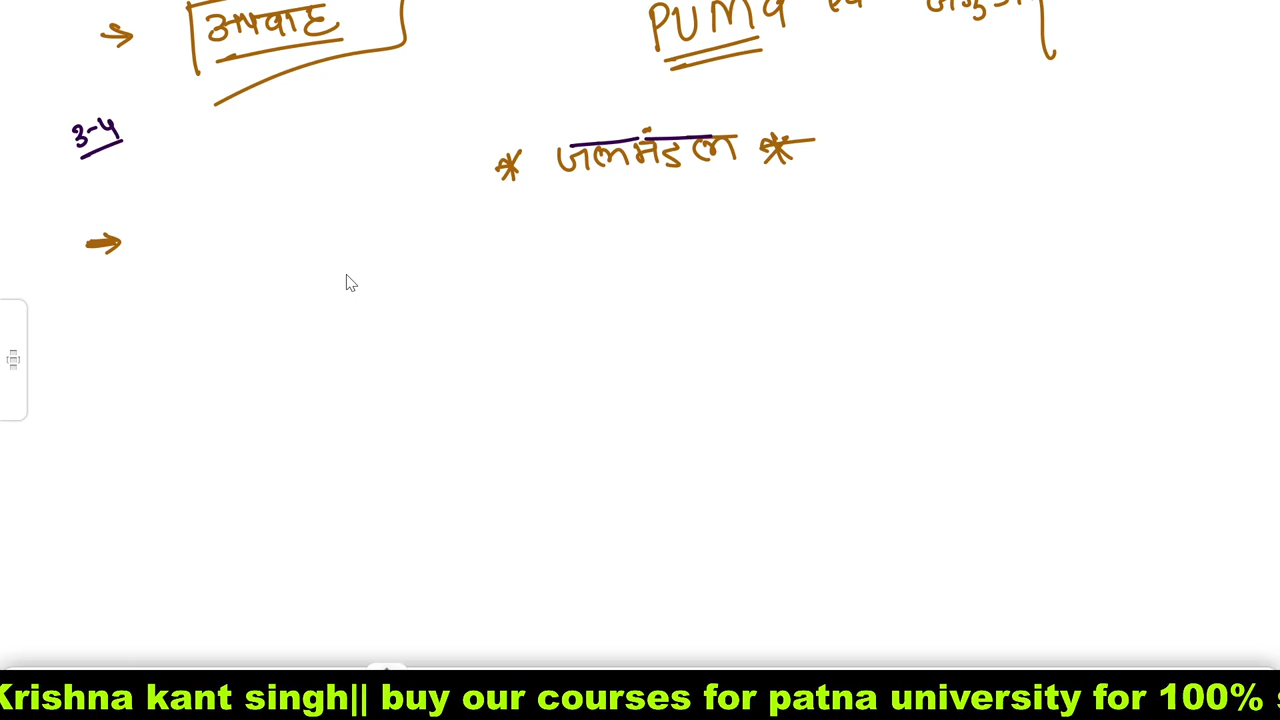 → अपवाह PUMA
3-4
* जलमंडल *
→
Krishna kant singh|| buy our courses for patna university for 100%